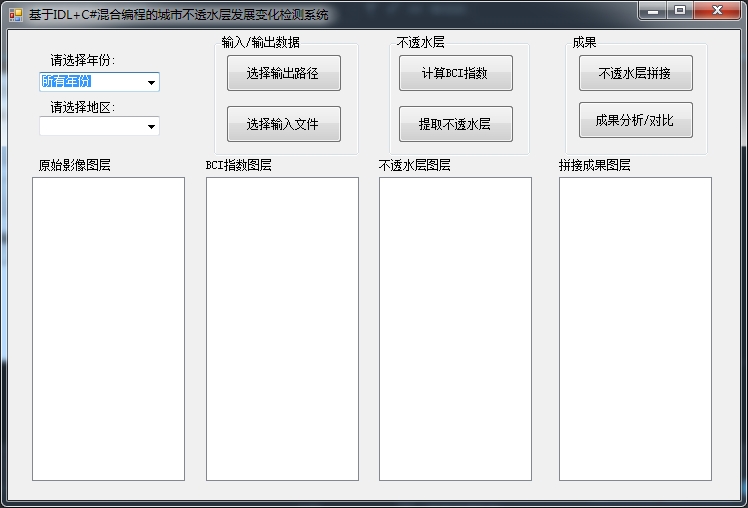 基于IDL+C#混合编程的城市不透水层发展变化检测系统
请选择年份:
所有年份
请选择地区:
输入/输出数据
选择输出路径
选择输入文件
不透水层
计算BCI指数
提取不透水层
成果
不透水层拼接
成果分析/对比
原始影像图层
BCI指数图层
不透水层图层
拼接成果图层